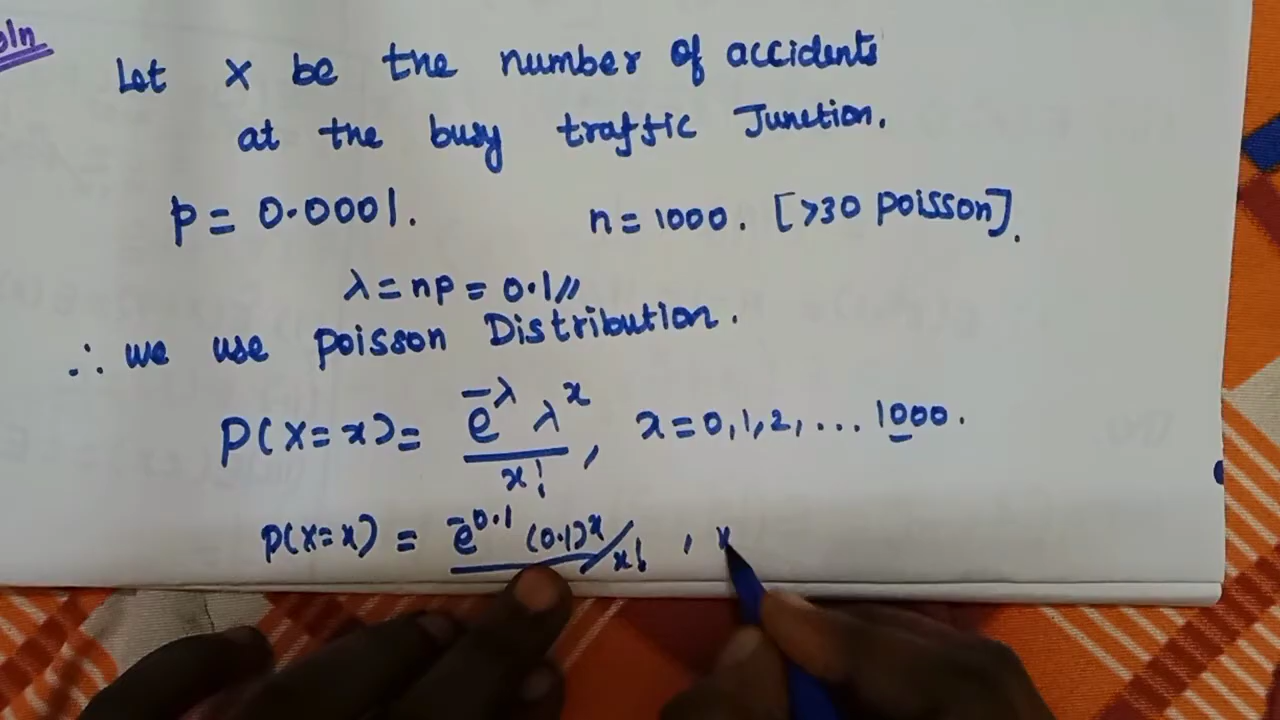 oln
Let X be the number of accidents
at the busy traffic Junction.
p = 0.0001. n = 1000. [>30 poisson].
λ = np = 0.1//
∴ we use poisson Distribution.
P(X=x) = e^-λ λ^x / x! , x = 0,1,2, ... 1000.
P(X=x) = e^-0.1 (0.1)^x / x! , x